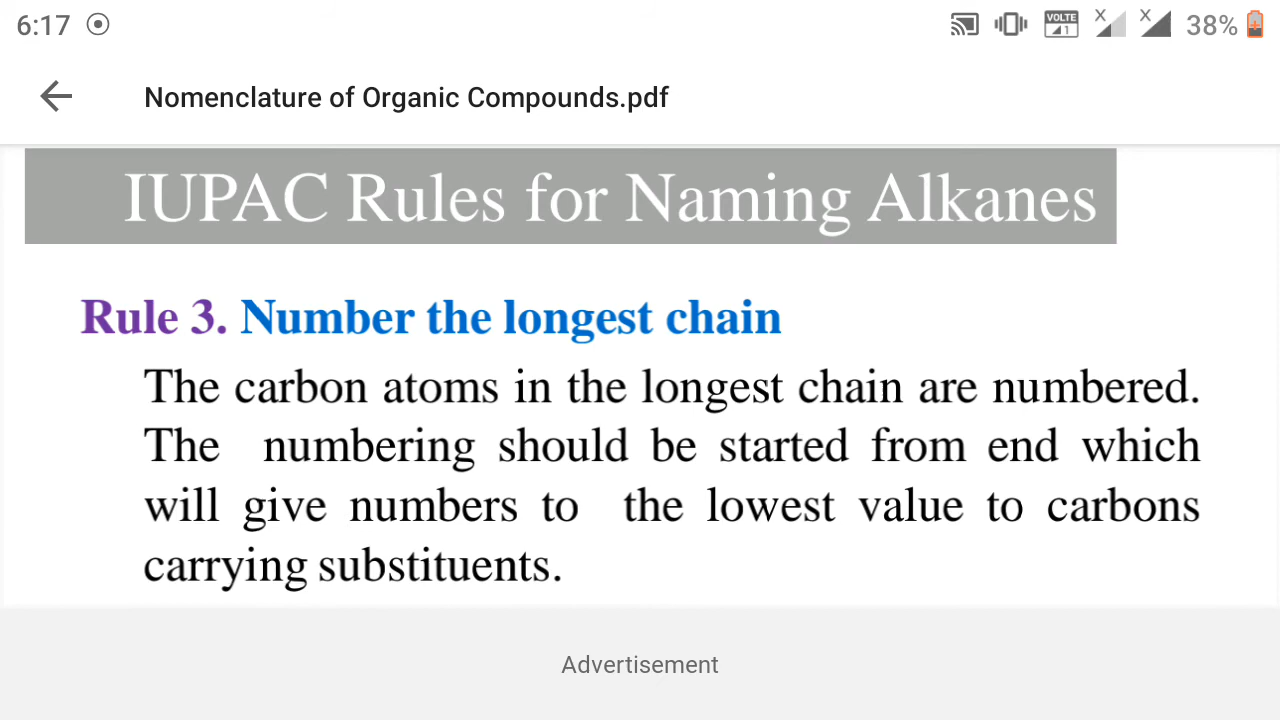 6:17
VOLTE 1 X X 38%
Nomenclature of Organic Compounds.pdf
IUPAC Rules for Naming Alkanes
Rule 3. Number the longest chain
The carbon atoms in the longest chain are numbered.
The numbering should be started from end which
will give numbers to the lowest value to carbons
carrying substituents.
Advertisement